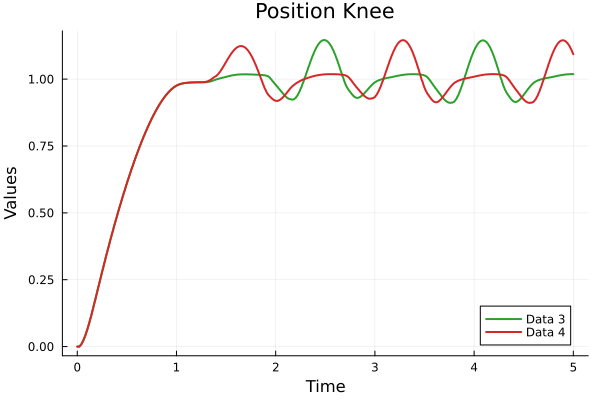 Position Knee
Values
1.00
0.75
0.50
0.25
0.00
0
1
2
3
4
5
Time
Data 3
Data 4